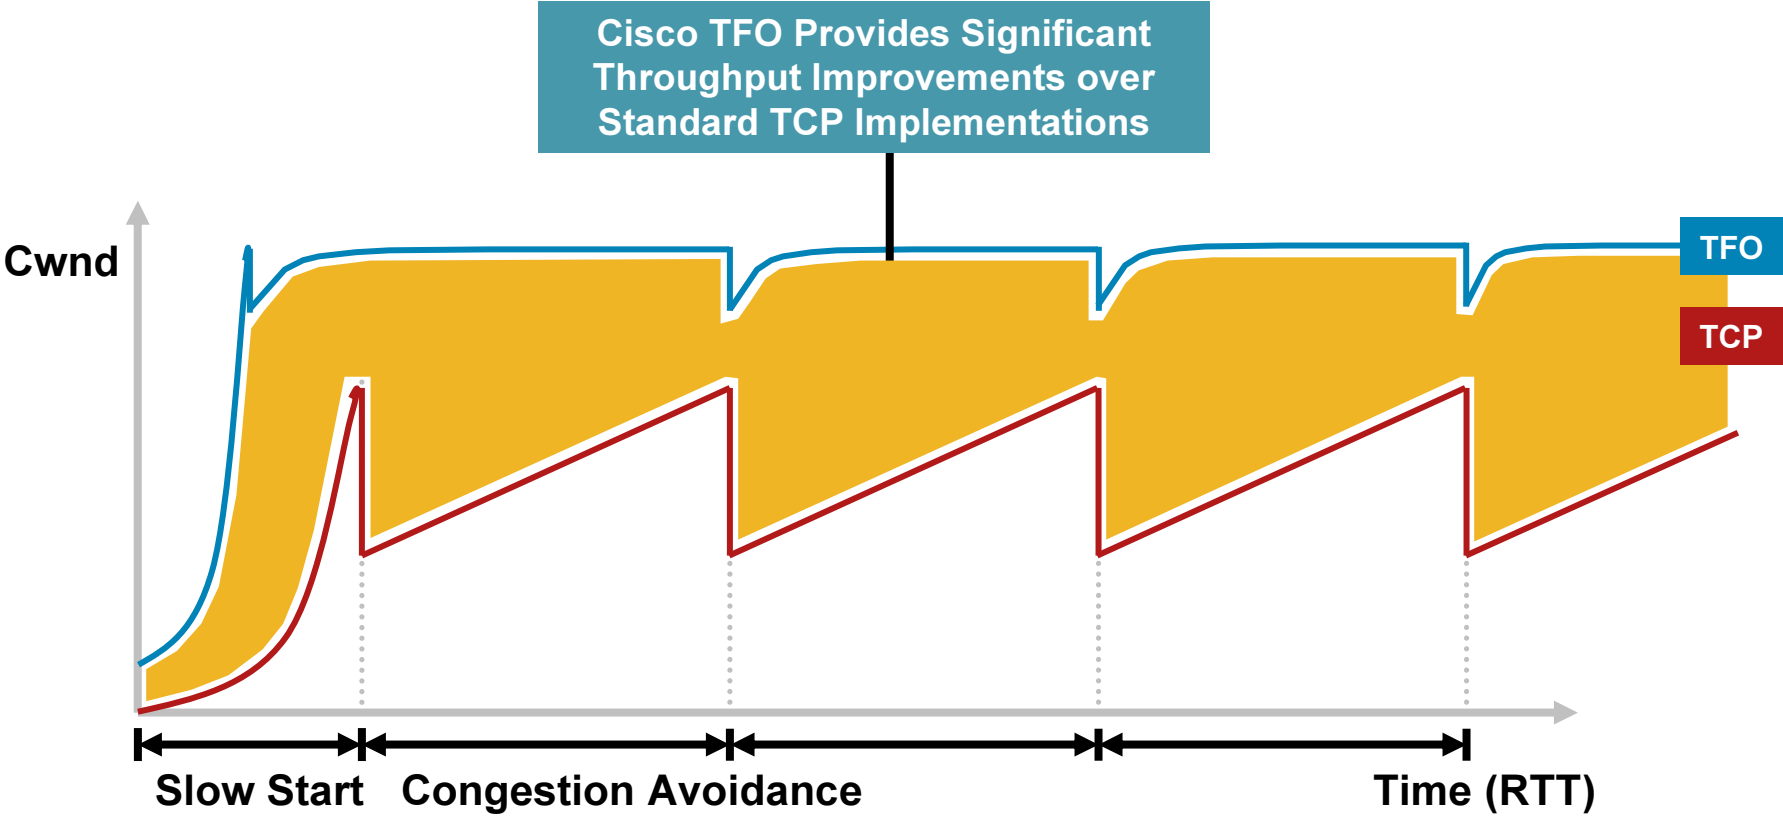 Cisco TFO Provides Significant
Throughput Improvements over
Standard TCP Implementations
Cwnd
TFO
TCP
Slow Start
Congestion Avoidance
Time (RTT)